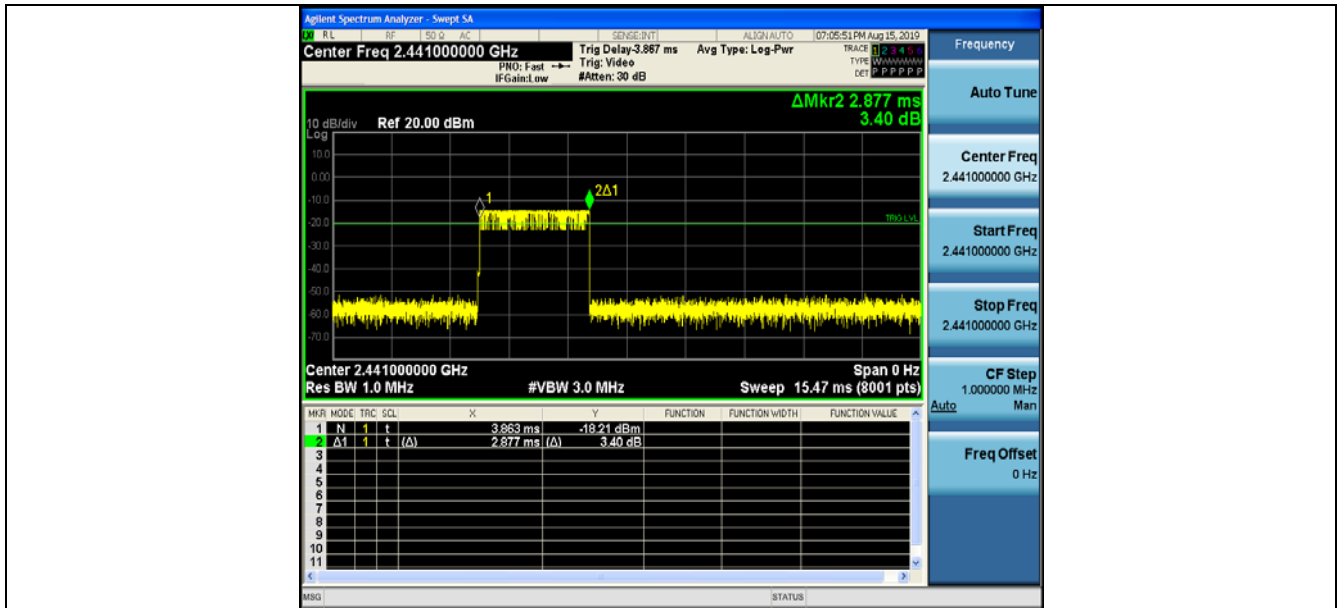 Agilent Spectrum Analyzer - Swept SA
LXI RL RF 50 Ω AC SENSE:INT ALIGN AUTO 07:05:51PM Aug 15, 2019
Center Freq 2.441000000 GHz
PNO: Fast
IFGain:Low
Trig Delay-3.867 ms
Trig: Video
#Atten: 30 dB
Avg Type: Log-Pwr
TRACE 1 2 3 4 5 6
TYPE WWWWWW
DET P P P P P P
ΔMkr2 2.877 ms
3.40 dB
10 dB/div Ref 20.00 dBm
Log
10.0
0.00
-10.0
-20.0
-30.0
-40.0
-50.0
-60.0
-70.0
1
2Δ1
TRIG LVL
Center 2.441000000 GHz Span 0 Hz
Res BW 1.0 MHz #VBW 3.0 MHz Sweep 15.47 ms (8001 pts)
MKR MODE TRC SCL X Y FUNCTION FUNCTION WIDTH FUNCTION VALUE
1 N 1 t 3.863 ms -18.21 dBm
2 Δ1 1 t (Δ) 2.877 ms (Δ) 3.40 dB
3
4
5
6
7
8
9
10
11
MSG STATUS
Frequency
Auto Tune
Center Freq
2.441000000 GHz
Start Freq
2.441000000 GHz
Stop Freq
2.441000000 GHz
CF Step
1.000000 MHz
Auto Man
Freq Offset
0 Hz